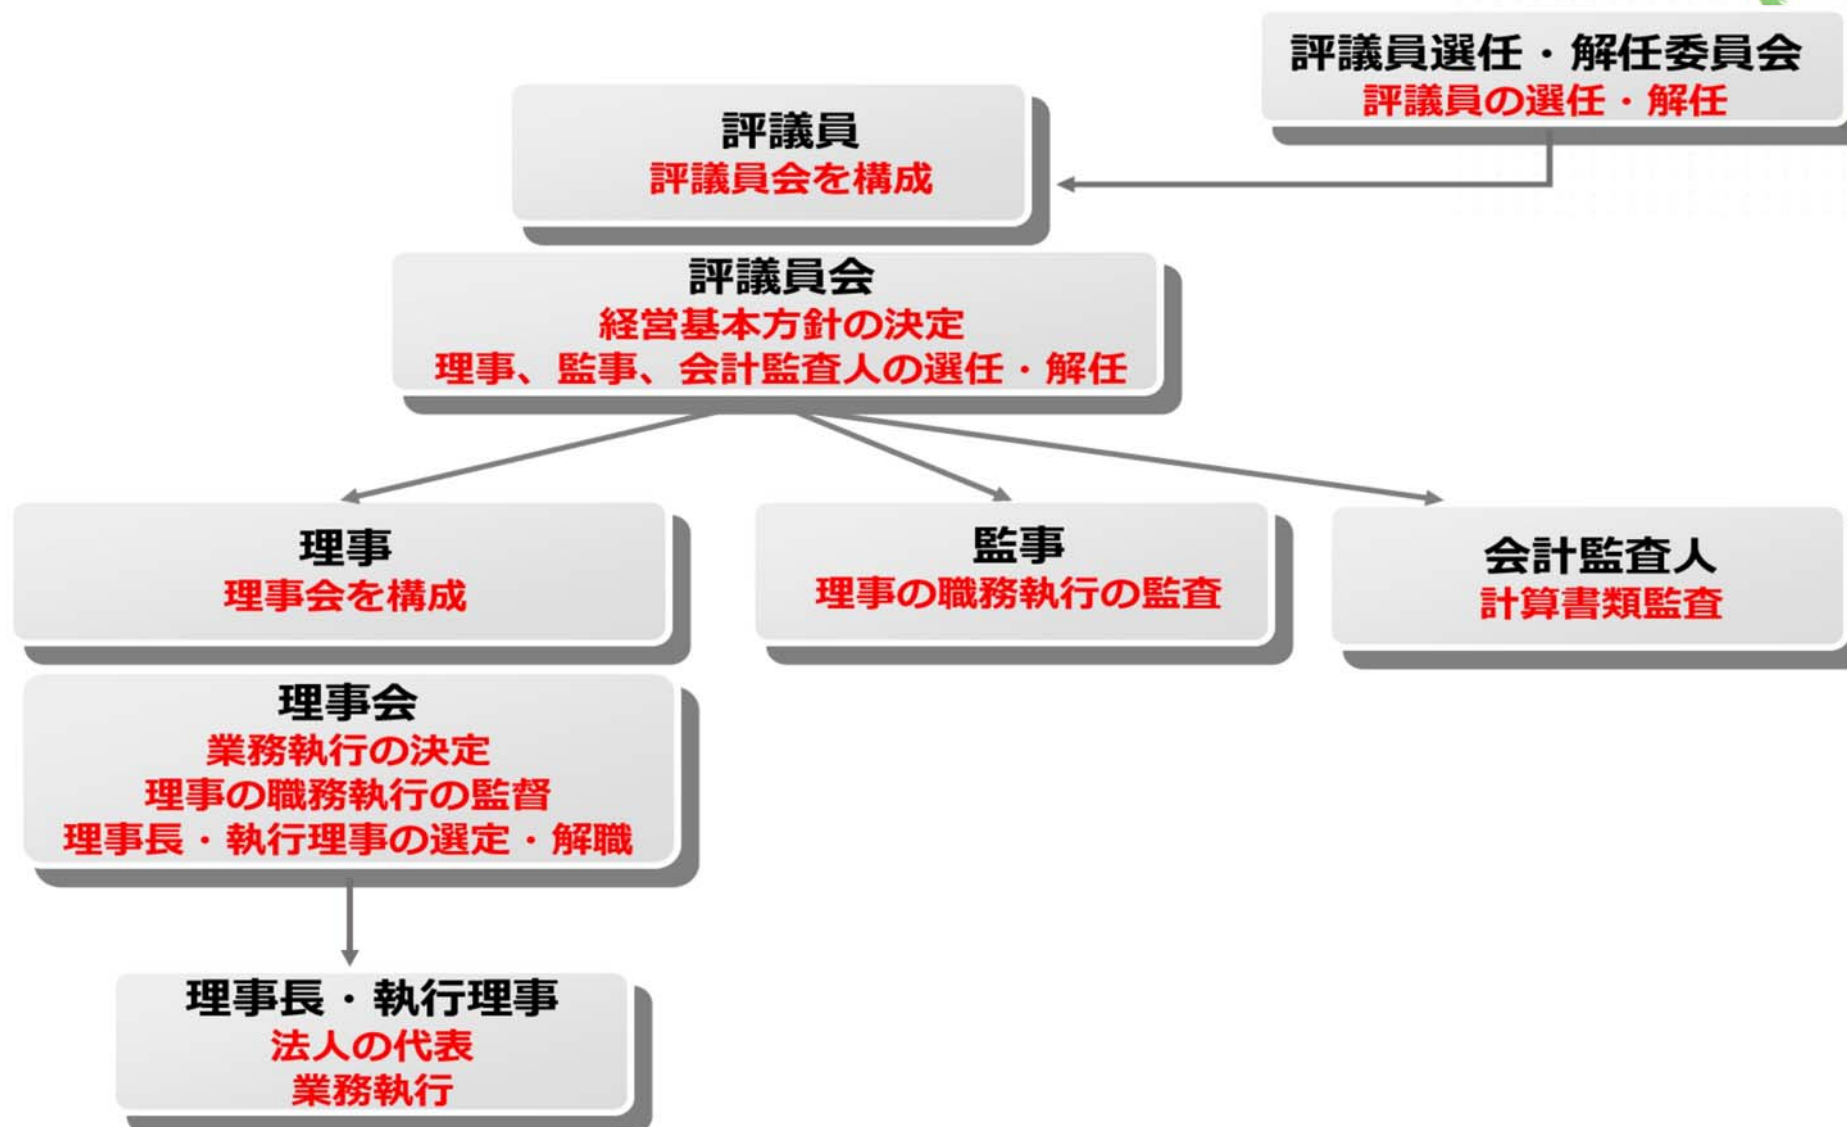 評議員選任・解任委員会
評議員の選任・解任
評議員
評議員会を構成
評議員会
経営基本方針の決定
理事、監事、会計監査人の選任・解任
理事
理事会を構成
監事
理事の職務執行の監査
会計監査人
計算書類監査
理事会
業務執行の決定
理事の職務執行の監督
理事長・執行理事の選定・解職
理事長・執行理事
法人の代表
業務執行